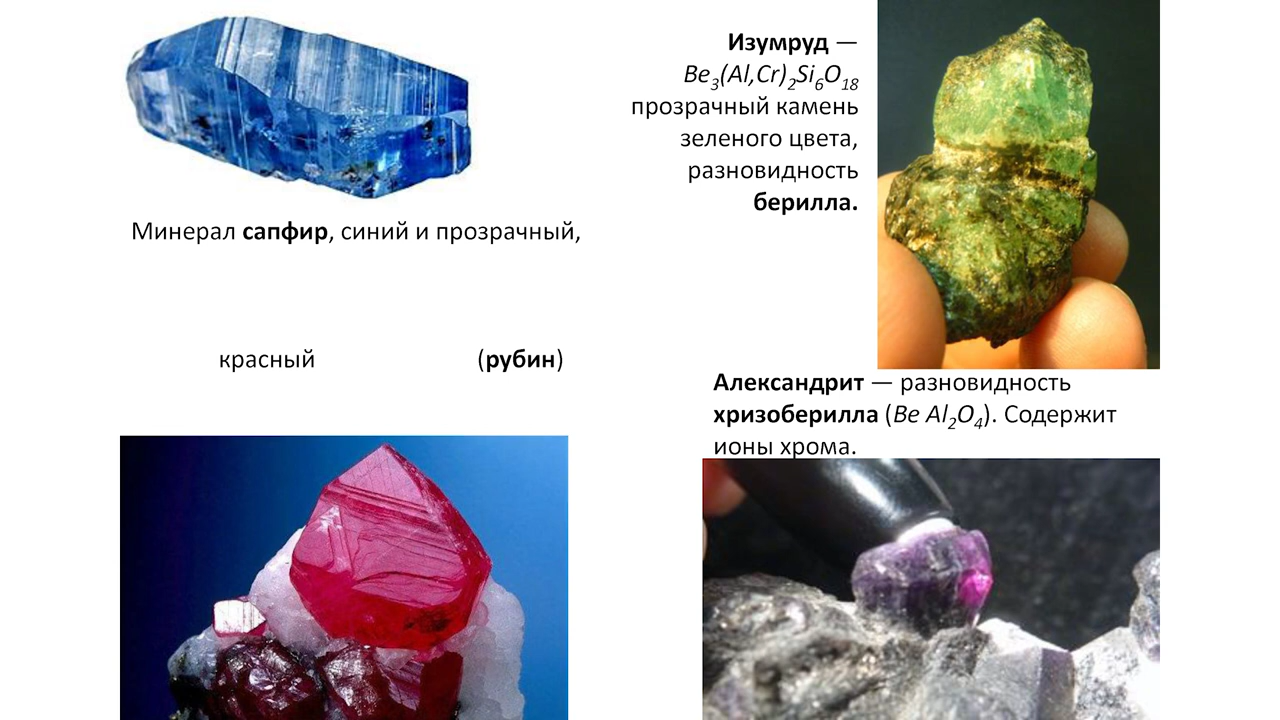 Минерал сапфир, синий и прозрачный,
красный (рубин)
Изумруд —
Be₃(Al,Cr)₂Si₆O₁₈
прозрачный камень
зеленого цвета,
разновидность
берилла.
Александрит — разновидность
хризоберилла (Be Al₂O₄). Содержит
ионы хрома.